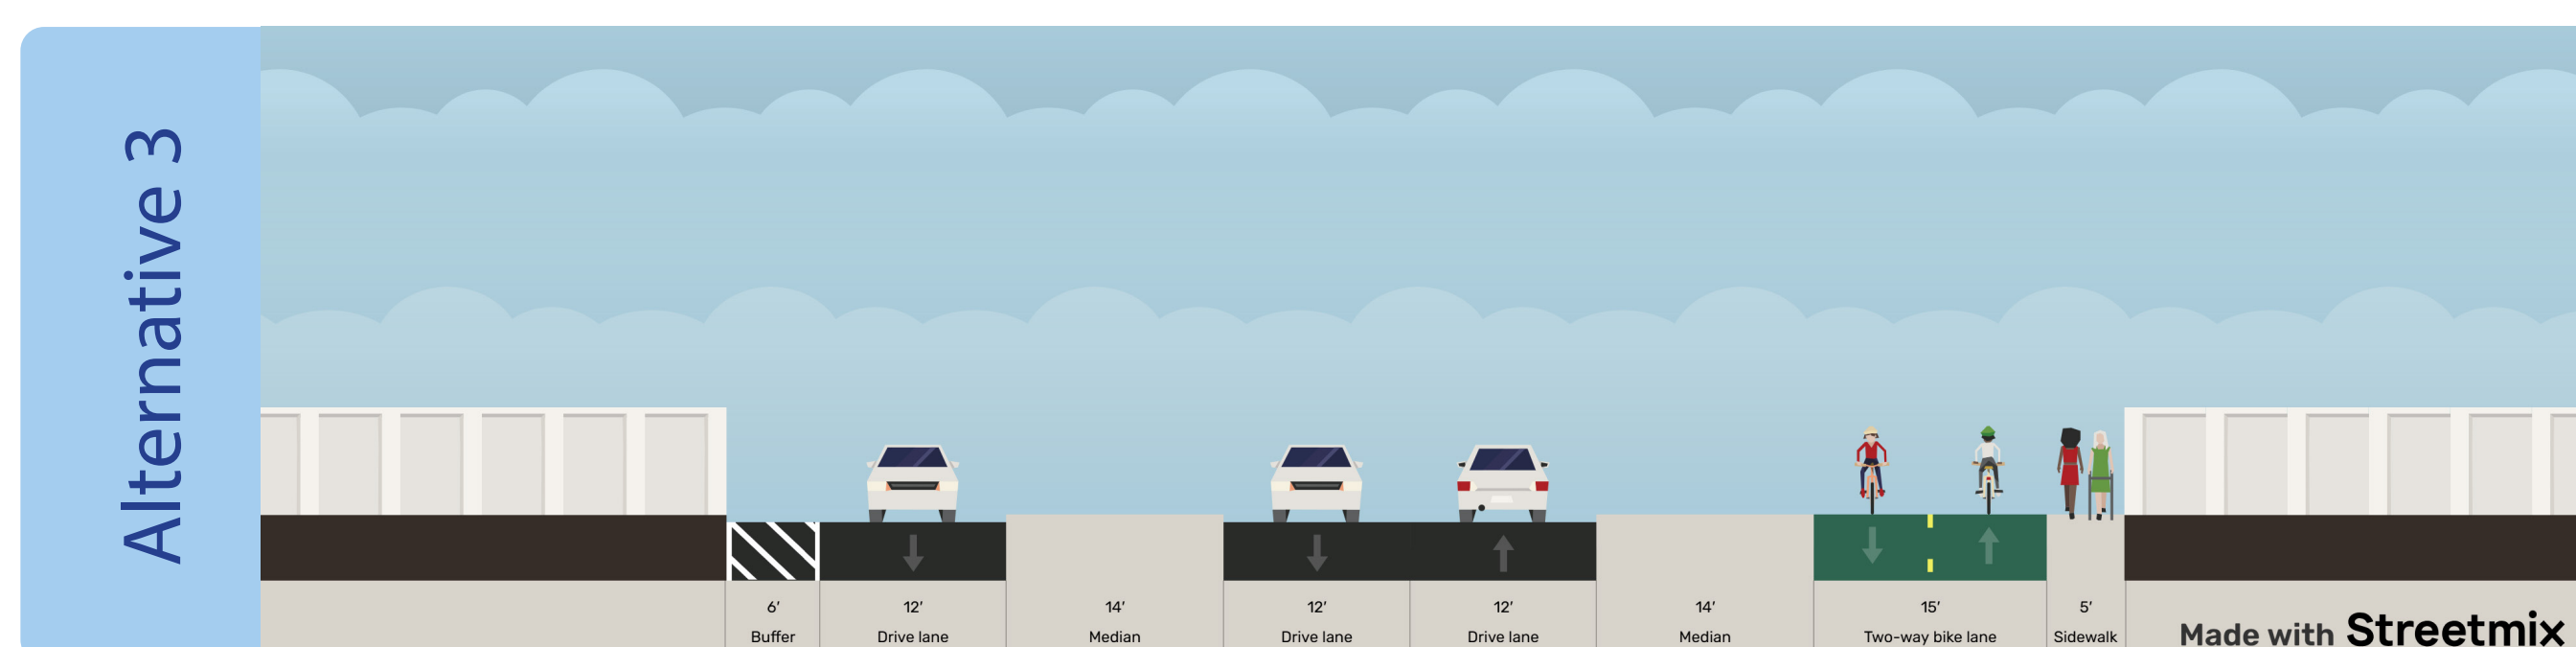 Alternative 3
6' 12' 14' 12' 12' 14' 15' 5'
Buffer Drive lane Median Drive lane Drive lane Median Two-way bike lane Sidewalk
Made with Streetmix